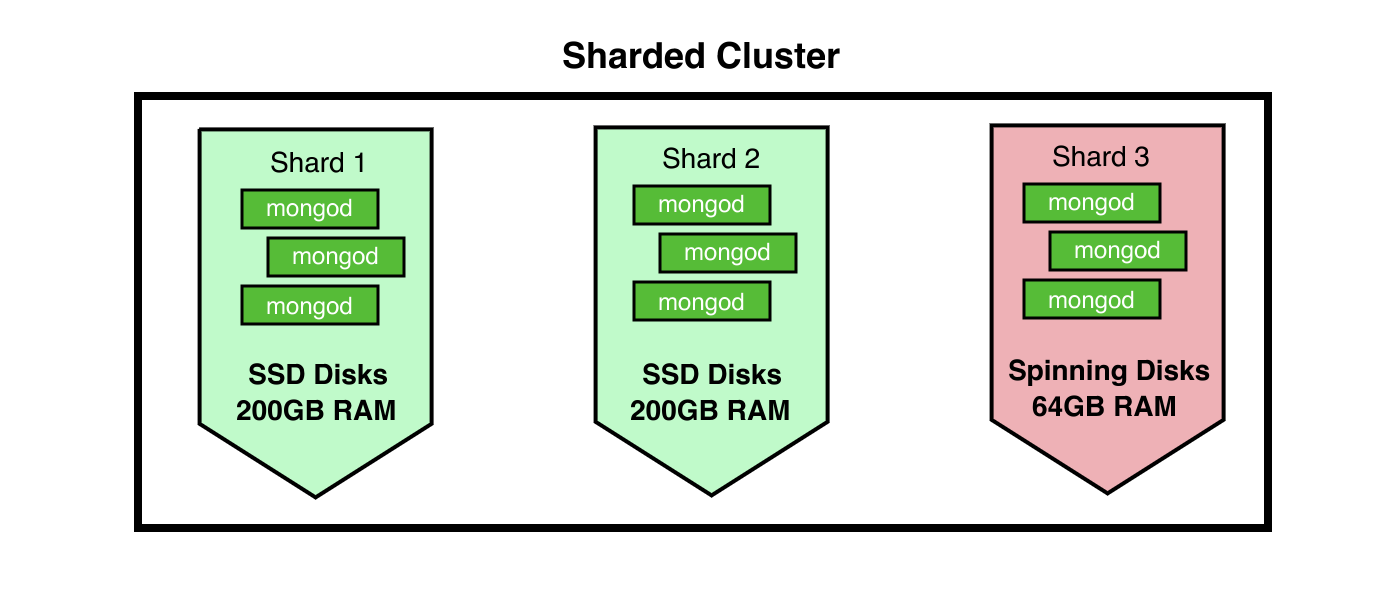 Sharded Cluster
Shard 1
mongod
mongod
mongod
SSD Disks
200GB RAM
Shard 2
mongod
mongod
mongod
SSD Disks
200GB RAM
Shard 3
mongod
mongod
mongod
Spinning Disks
64GB RAM